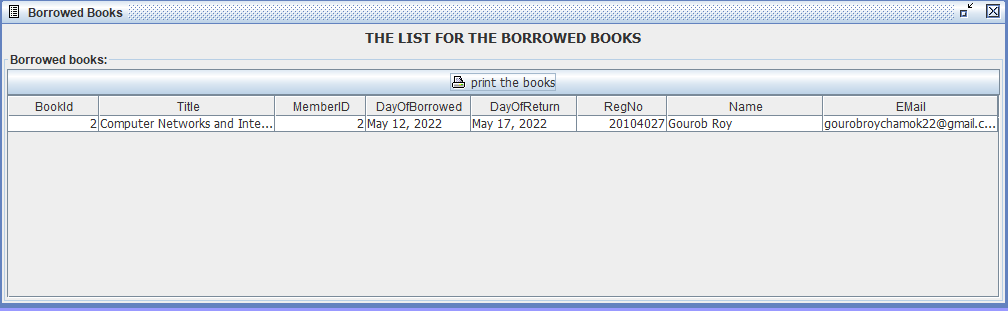 Borrowed Books
THE LIST FOR THE BORROWED BOOKS
Borrowed books:
print the books
BookId Title MemberID DayOfBorrowed DayOfReturn RegNo Name EMail
2 Computer Networks and Inte... 2 May 12, 2022 May 17, 2022 20104027 Gourob Roy gourobroychamok22@gmail.c...